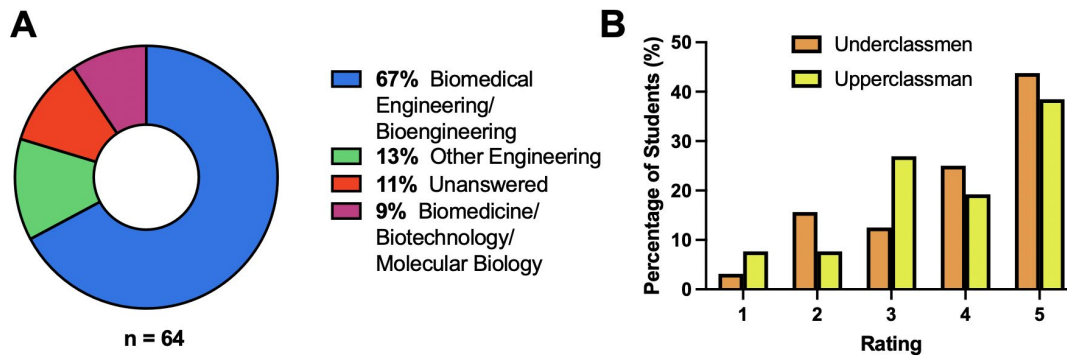 A
67% Biomedical
Engineering/
Bioengineering
13% Other Engineering
11% Unanswered
9% Biomedicine/
Biotechnology/
Molecular Biology
n = 64
B
Percentage of Students (%)
50
40
30
20
10
0
Underclassmen
Upperclassman
1 2 3 4 5
Rating